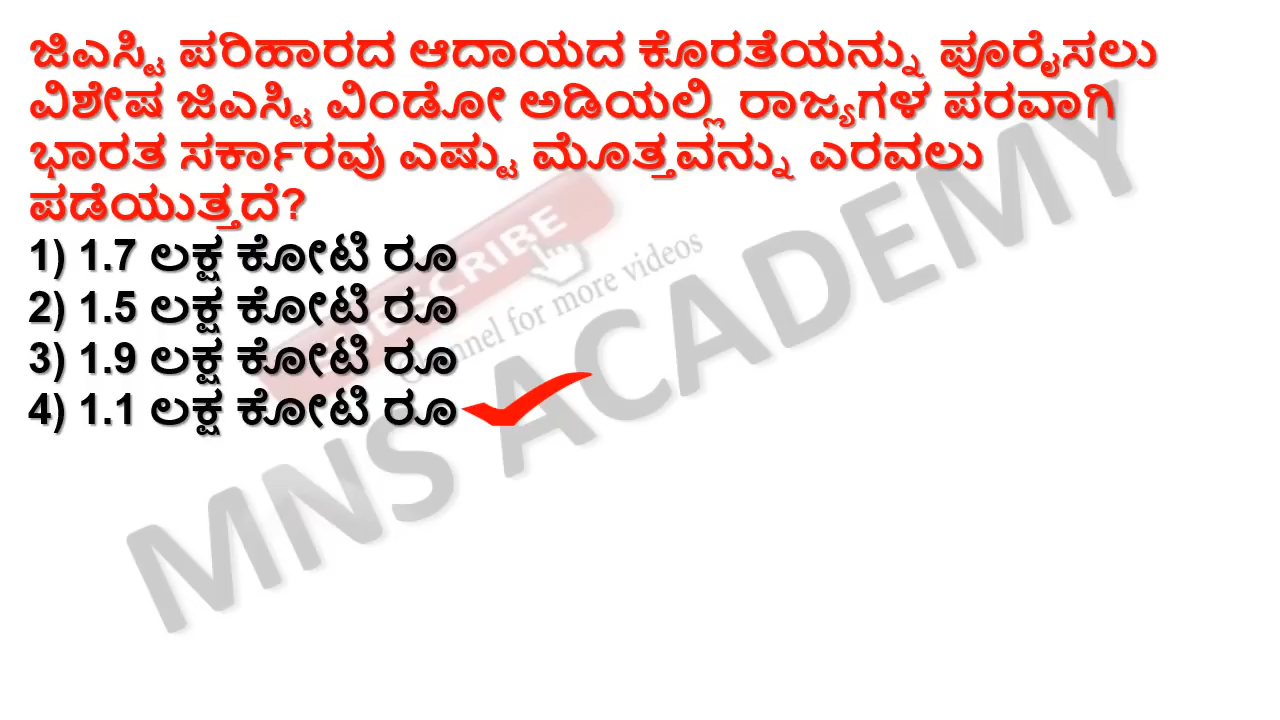 ಜಿಎಸ್ಟಿ ಪರಿಹಾರದ ಆದಾಯದ ಕೊರತೆಯನ್ನು ಪೂರೈಸಲು
ವಿಶೇಷ ಜಿಎಸ್ಟಿ ವಿಂಡೋ ಅಡಿಯಲ್ಲಿ ರಾಜ್ಯಗಳ ಪರವಾಗಿ
ಭಾರತ ಸರ್ಕಾರವು ಎಷ್ಟು ಮೊತ್ತವನ್ನು ಎರವಲು
ಪಡೆಯುತ್ತದೆ?
1) 1.7 ಲಕ್ಷ ಕೋಟಿ ರೂ
2) 1.5 ಲಕ್ಷ ಕೋಟಿ ರೂ
3) 1.9 ಲಕ್ಷ ಕೋಟಿ ರೂ
4) 1.1 ಲಕ್ಷ ಕೋಟಿ ರೂ
SUBSCRIBE
Channel for more videos
MNS ACADEMY